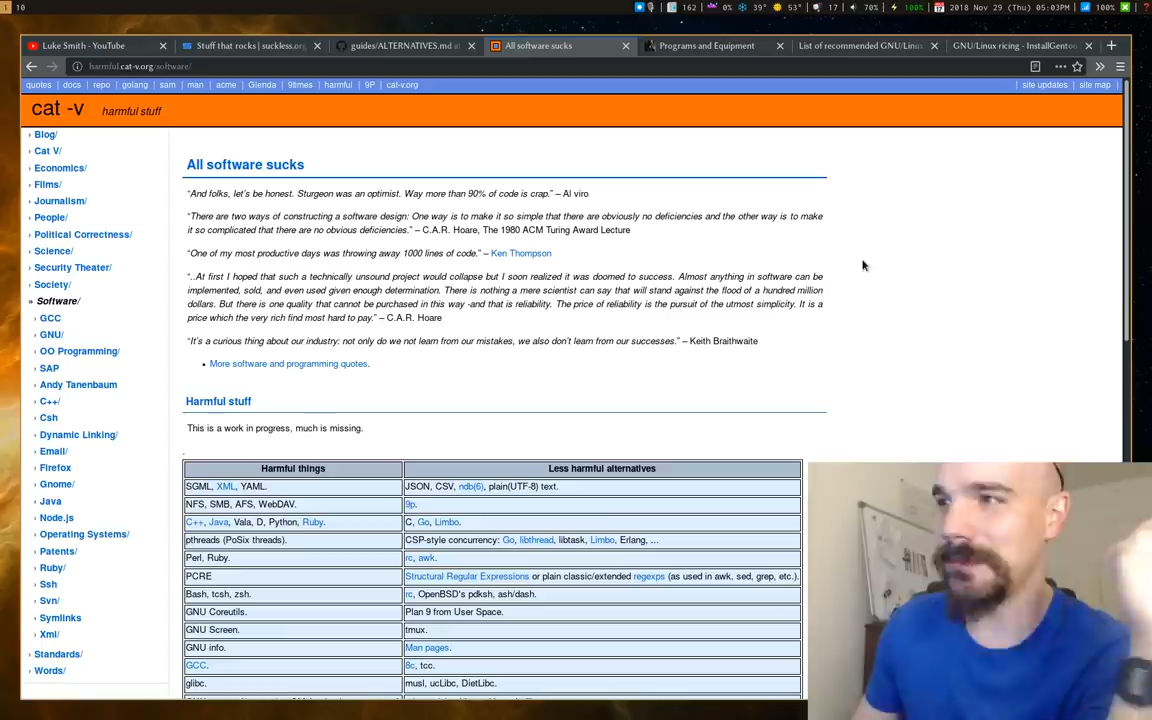 1 10 162 0% 39° 53° 17 70% 100% 2018 Nov 29 (Thu) 05:03PM 100% ?
Luke Smith - YouTube Stuff that rocks | suckless.org guides/ALTERNATIVES.md at All software sucks Programs and Equipment List of recommended GNU/Linux GNU/Linux ricing - InstallGentoo
harmful.cat-v.org/software/
quotes | docs | repo | golang | sam | man | acme | Glenda | 9times | harmful | 9P | cat-v.org site updates | site map |
cat -v harmful stuff
› Blog/
› Cat V/
› Economics/
› Films/
› Journalism/
› People/
› Political Correctness/
› Science/
› Security Theater/
› Society/
» Software/
› GCC
› GNU/
› OO Programming/
› SAP
› Andy Tanenbaum
› C++/
› Csh
› Dynamic Linking/
› Email/
› Firefox
› Gnome/
› Java
› Node.js
› Operating Systems/
› Patents/
› Ruby/
› Ssh
› Svn/
› Symlinks
› Xml/
› Standards/
› Words/
All software sucks
“And folks, let's be honest. Sturgeon was an optimist. Way more than 90% of code is crap.” – Al viro
“There are two ways of constructing a software design: One way is to make it so simple that there are obviously no deficiencies and the other way is to make
it so complicated that there are no obvious deficiencies.” – C.A.R. Hoare, The 1980 ACM Turing Award Lecture
“One of my most productive days was throwing away 1000 lines of code.” – Ken Thompson
“..At first I hoped that such a technically unsound project would collapse but I soon realized it was doomed to success. Almost anything in software can be
implemented, sold, and even used given enough determination. There is nothing a mere scientist can say that will stand against the flood of a hundred million
dollars. But there is one quality that cannot be purchased in this way -and that is reliability. The price of reliability is the pursuit of the utmost simplicity. It is a
price which the very rich find most hard to pay.” – C.A.R. Hoare
“It's a curious thing about our industry: not only do we not learn from our mistakes, we also don't learn from our successes.” – Keith Braithwaite
• More software and programming quotes.
Harmful stuff
This is a work in progress, much is missing.
.
Harmful things Less harmful alternatives
SGML, XML, YAML. JSON, CSV, ndb(6), plain(UTF-8) text.
NFS, SMB, AFS, WebDAV. 9p.
C++, Java, Vala, D, Python, Ruby. C, Go, Limbo.
pthreads (PoSix threads). CSP-style concurrency: Go, libthread, libtask, Limbo, Erlang, ...
Perl, Ruby. rc, awk.
PCRE Structural Regular Expressions or plain classic/extended regexps (as used in awk, sed, grep, etc.).
Bash, tcsh, zsh. rc, OpenBSD's pdksh, ash/dash.
GNU Coreutils. Plan 9 from User Space.
GNU Screen. tmux.
GNU info. Man pages.
GCC. 8c, tcc.
glibc. musl, ucLibc, DietLibc.